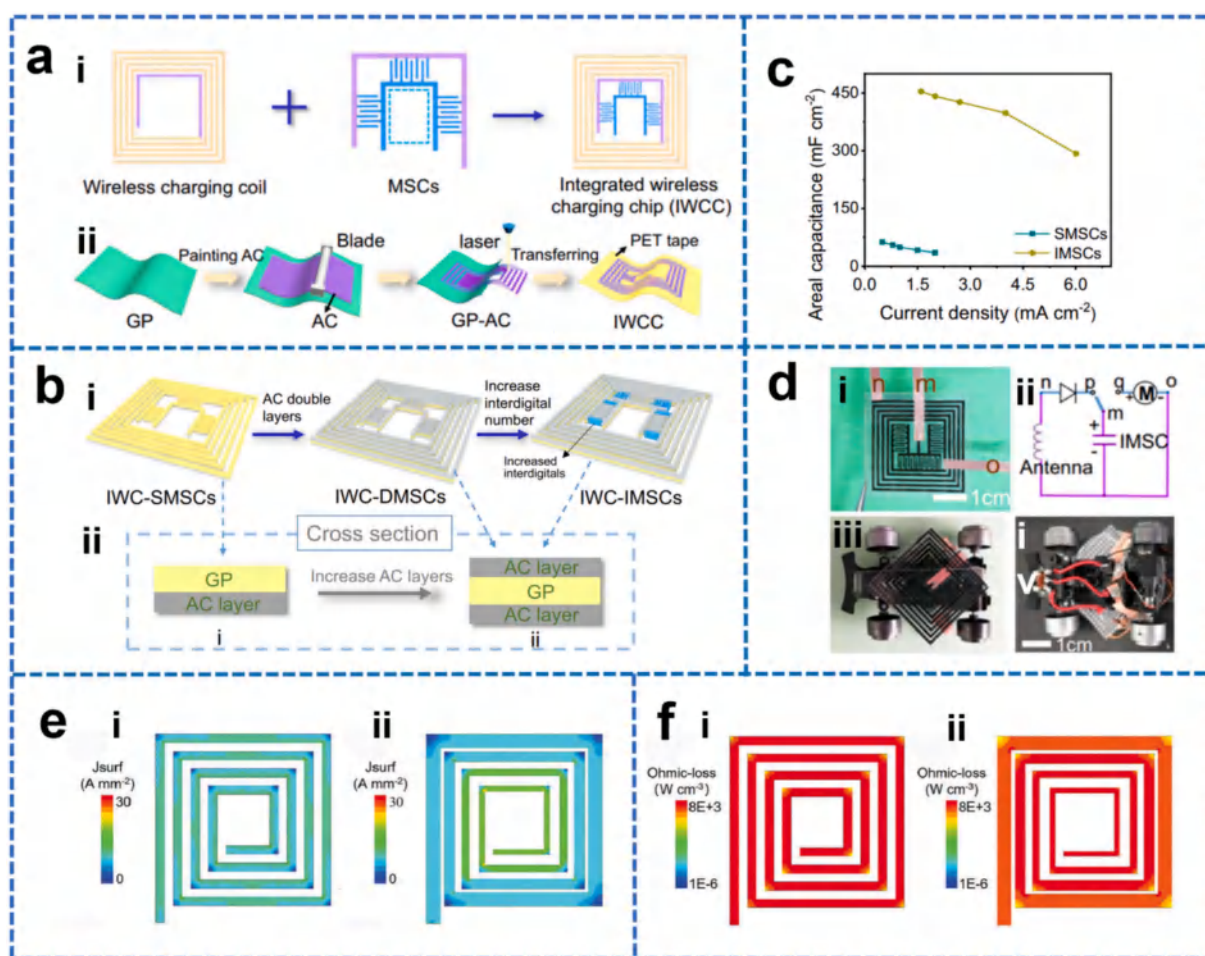 a
i
Wireless charging coil
MSCs
Integrated wireless
charging chip (IWCC)
ii
Painting AC
Blade
laser
Transferring
PET tape
GP
AC
GP-AC
IWCC
b
i
AC double
layers
Increase
interdigital
number
Increased
interdigitals
IWC-SMSCs
IWC-DMSCs
IWC-IMSCs
ii
Cross section
GP
AC layer
i
Increase AC layers
AC layer
GP
AC layer
ii
c
Areal capacitance (mF cm-2)
450
300
150
0
SMSCs
IMSCs
0.0
1.5
3.0
4.5
6.0
Current density (mA cm-2)
d
i
n
m
o
1cm
ii
n
p
g
o
+
M
-
m
+
-
IMSC
Antenna
iii
i
V
1cm
e
i
Jsurf
(A mm-2)
30
0
ii
Jsurf
(A mm-2)
30
0
f
i
Ohmic-loss
(W cm-3)
8E+3
1E-6
ii
Ohmic-loss
(W cm-3)
8E+3
1E-6